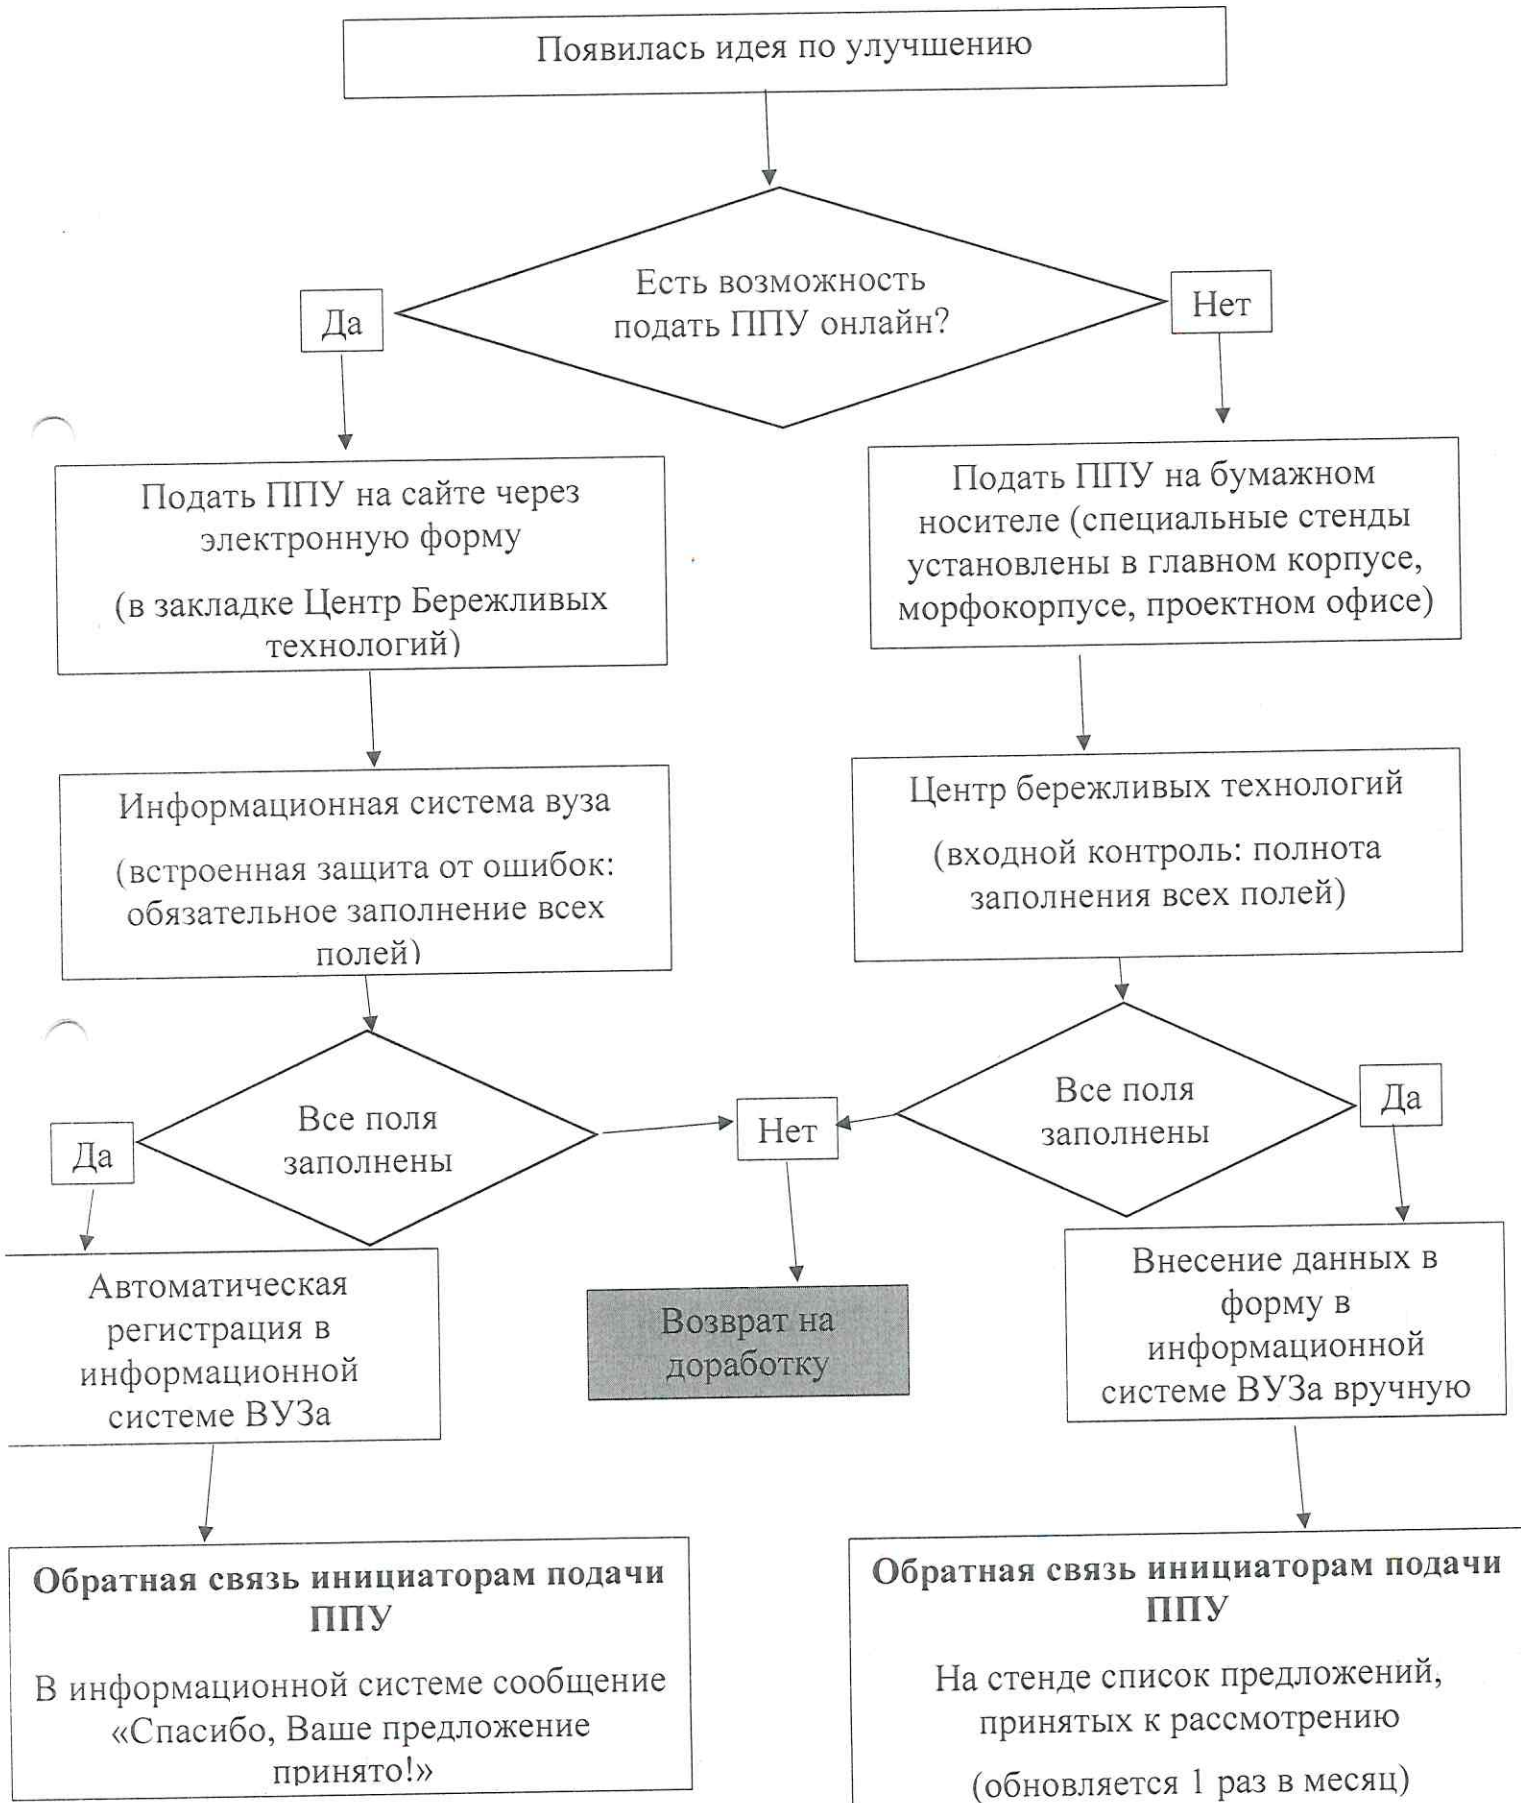 Появилась идея по улучшению
Есть возможность
подать ППУ онлайн?
Да
Нет
Подать ППУ на сайте через
электронную форму
(в закладке Центр Бережливых
технологий)
Подать ППУ на бумажном
носителе (специальные стенды
установлены в главном корпусе,
морфокорпусе, проектном офисе)
Информационная система вуза
(встроенная защита от ошибок:
обязательное заполнение всех
полей)
Центр бережливых технологий
(входной контроль: полнота
заполнения всех полей)
Все поля
заполнены
Да
Нет
Все поля
заполнены
Да
Автоматическая
регистрация в
информационной
системе ВУЗа
Возврат на
доработку
Внесение данных в
форму в
информационной
системе ВУЗа вручную
Обратная связь инициаторам подачи
ППУ
В информационной системе сообщение
«Спасибо, Ваше предложение
принято!»
Обратная связь инициаторам подачи
ППУ
На стенде список предложений,
принятых к рассмотрению
(обновляется 1 раз в месяц)